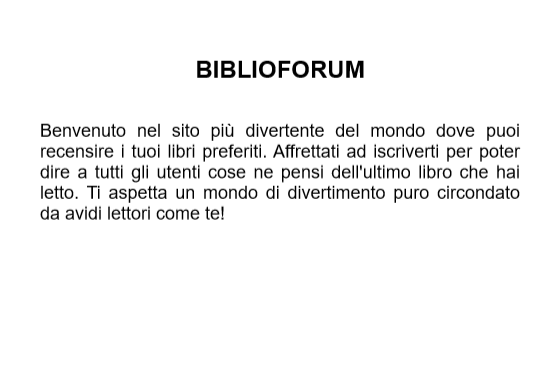 BIBLIOFORUM
Benvenuto nel sito più divertente del mondo dove puoi
recensire i tuoi libri preferiti. Affrettati ad iscriverti per poter
dire a tutti gli utenti cose ne pensi dell'ultimo libro che hai
letto. Ti aspetta un mondo di divertimento puro circondato
da avidi lettori come te!